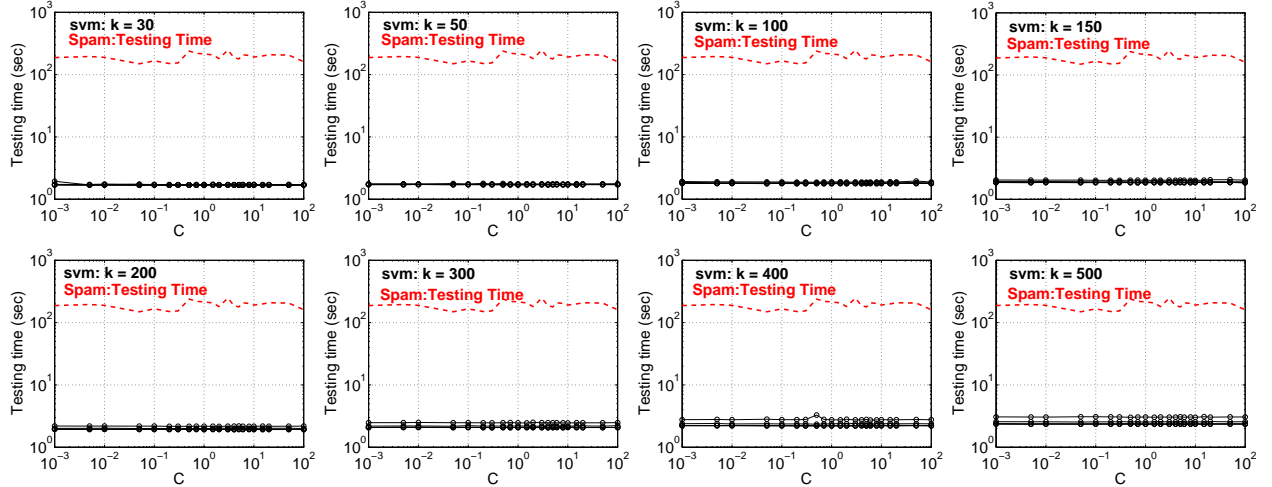 svm: k = 30
Spam:Testing Time
Testing time (sec)
10^3
10^2
10^1
10^0
10^−3 10^−2 10^−1 10^0 10^1 10^2
C
svm: k = 50
Spam:Testing Time
Testing time (sec)
10^3
10^2
10^1
10^0
10^−3 10^−2 10^−1 10^0 10^1 10^2
C
svm: k = 100
Spam:Testing Time
Testing time (sec)
10^3
10^2
10^1
10^0
10^−3 10^−2 10^−1 10^0 10^1 10^2
C
svm: k = 150
Spam:Testing Time
Testing time (sec)
10^3
10^2
10^1
10^0
10^−3 10^−2 10^−1 10^0 10^1 10^2
C
svm: k = 200
Spam:Testing Time
Testing time (sec)
10^3
10^2
10^1
10^0
10^−3 10^−2 10^−1 10^0 10^1 10^2
C
svm: k = 300
Spam:Testing Time
Testing time (sec)
10^3
10^2
10^1
10^0
10^−3 10^−2 10^−1 10^0 10^1 10^2
C
svm: k = 400
Spam:Testing Time
Testing time (sec)
10^3
10^2
10^1
10^0
10^−3 10^−2 10^−1 10^0 10^1 10^2
C
svm: k = 500
Spam:Testing Time
Testing time (sec)
10^3
10^2
10^1
10^0
10^−3 10^−2 10^−1 10^0 10^1 10^2
C